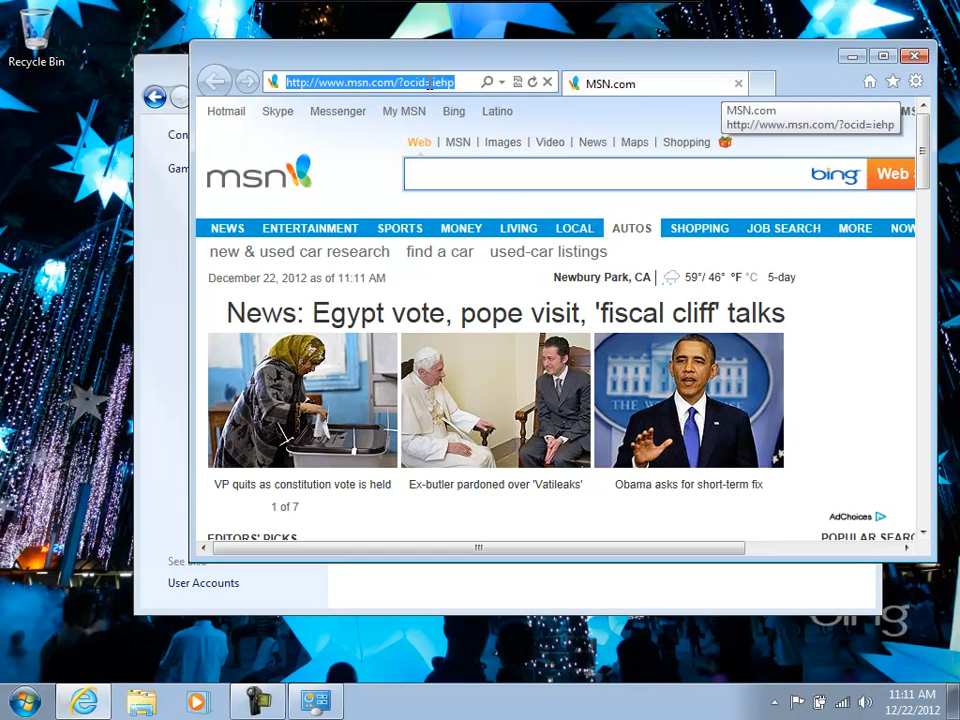 Recycle Bin
http://www.msn.com/?ocid=iehp
MSN.com
Hotmail Skype Messenger My MSN Bing Latino
MSN.com
http://www.msn.com/?ocid=iehp
Web | MSN | Images | Video | News | Maps | Shopping
msn
bing Web
NEWS ENTERTAINMENT SPORTS MONEY LIVING LOCAL AUTOS SHOPPING JOB SEARCH MORE NOW
new & used car research find a car used-car listings
December 22, 2012 as of 11:11 AM
Newbury Park, CA 59°/ 46° °F °C 5-day
News: Egypt vote, pope visit, 'fiscal cliff' talks
THE WH
VP quits as constitution vote is held
Ex-butler pardoned over 'Vatileaks'
Obama asks for short-term fix
1 of 7
AdChoices
EDITORS' PICKS
POPULAR SEARC
Con
Gam
See also
User Accounts
bing
11:11 AM
12/22/2012